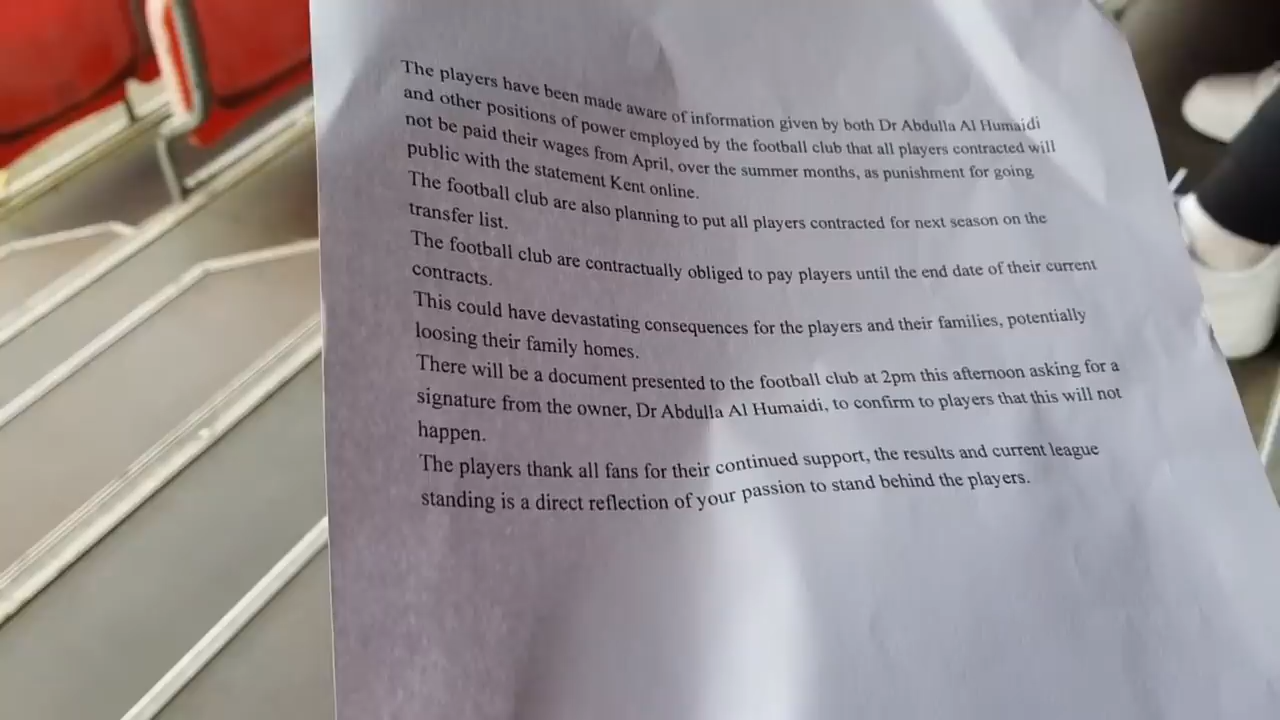 The players have been made aware of information given by both Dr Abdulla Al Humaidi
and other positions of power employed by the football club that all players contracted will
not be paid their wages from April, over the summer months, as punishment for going
public with the statement Kent online.
The football club are also planning to put all players contracted for next season on the
transfer list.
The football club are contractually obliged to pay players until the end date of their current
contracts.
This could have devastating consequences for the players and their families, potentially
loosing their family homes.
There will be a document presented to the football club at 2pm this afternoon asking for a
signature from the owner, Dr Abdulla Al Humaidi, to confirm to players that this will not
happen.
The players thank all fans for their continued support, the results and current league
standing is a direct reflection of your passion to stand behind the players.